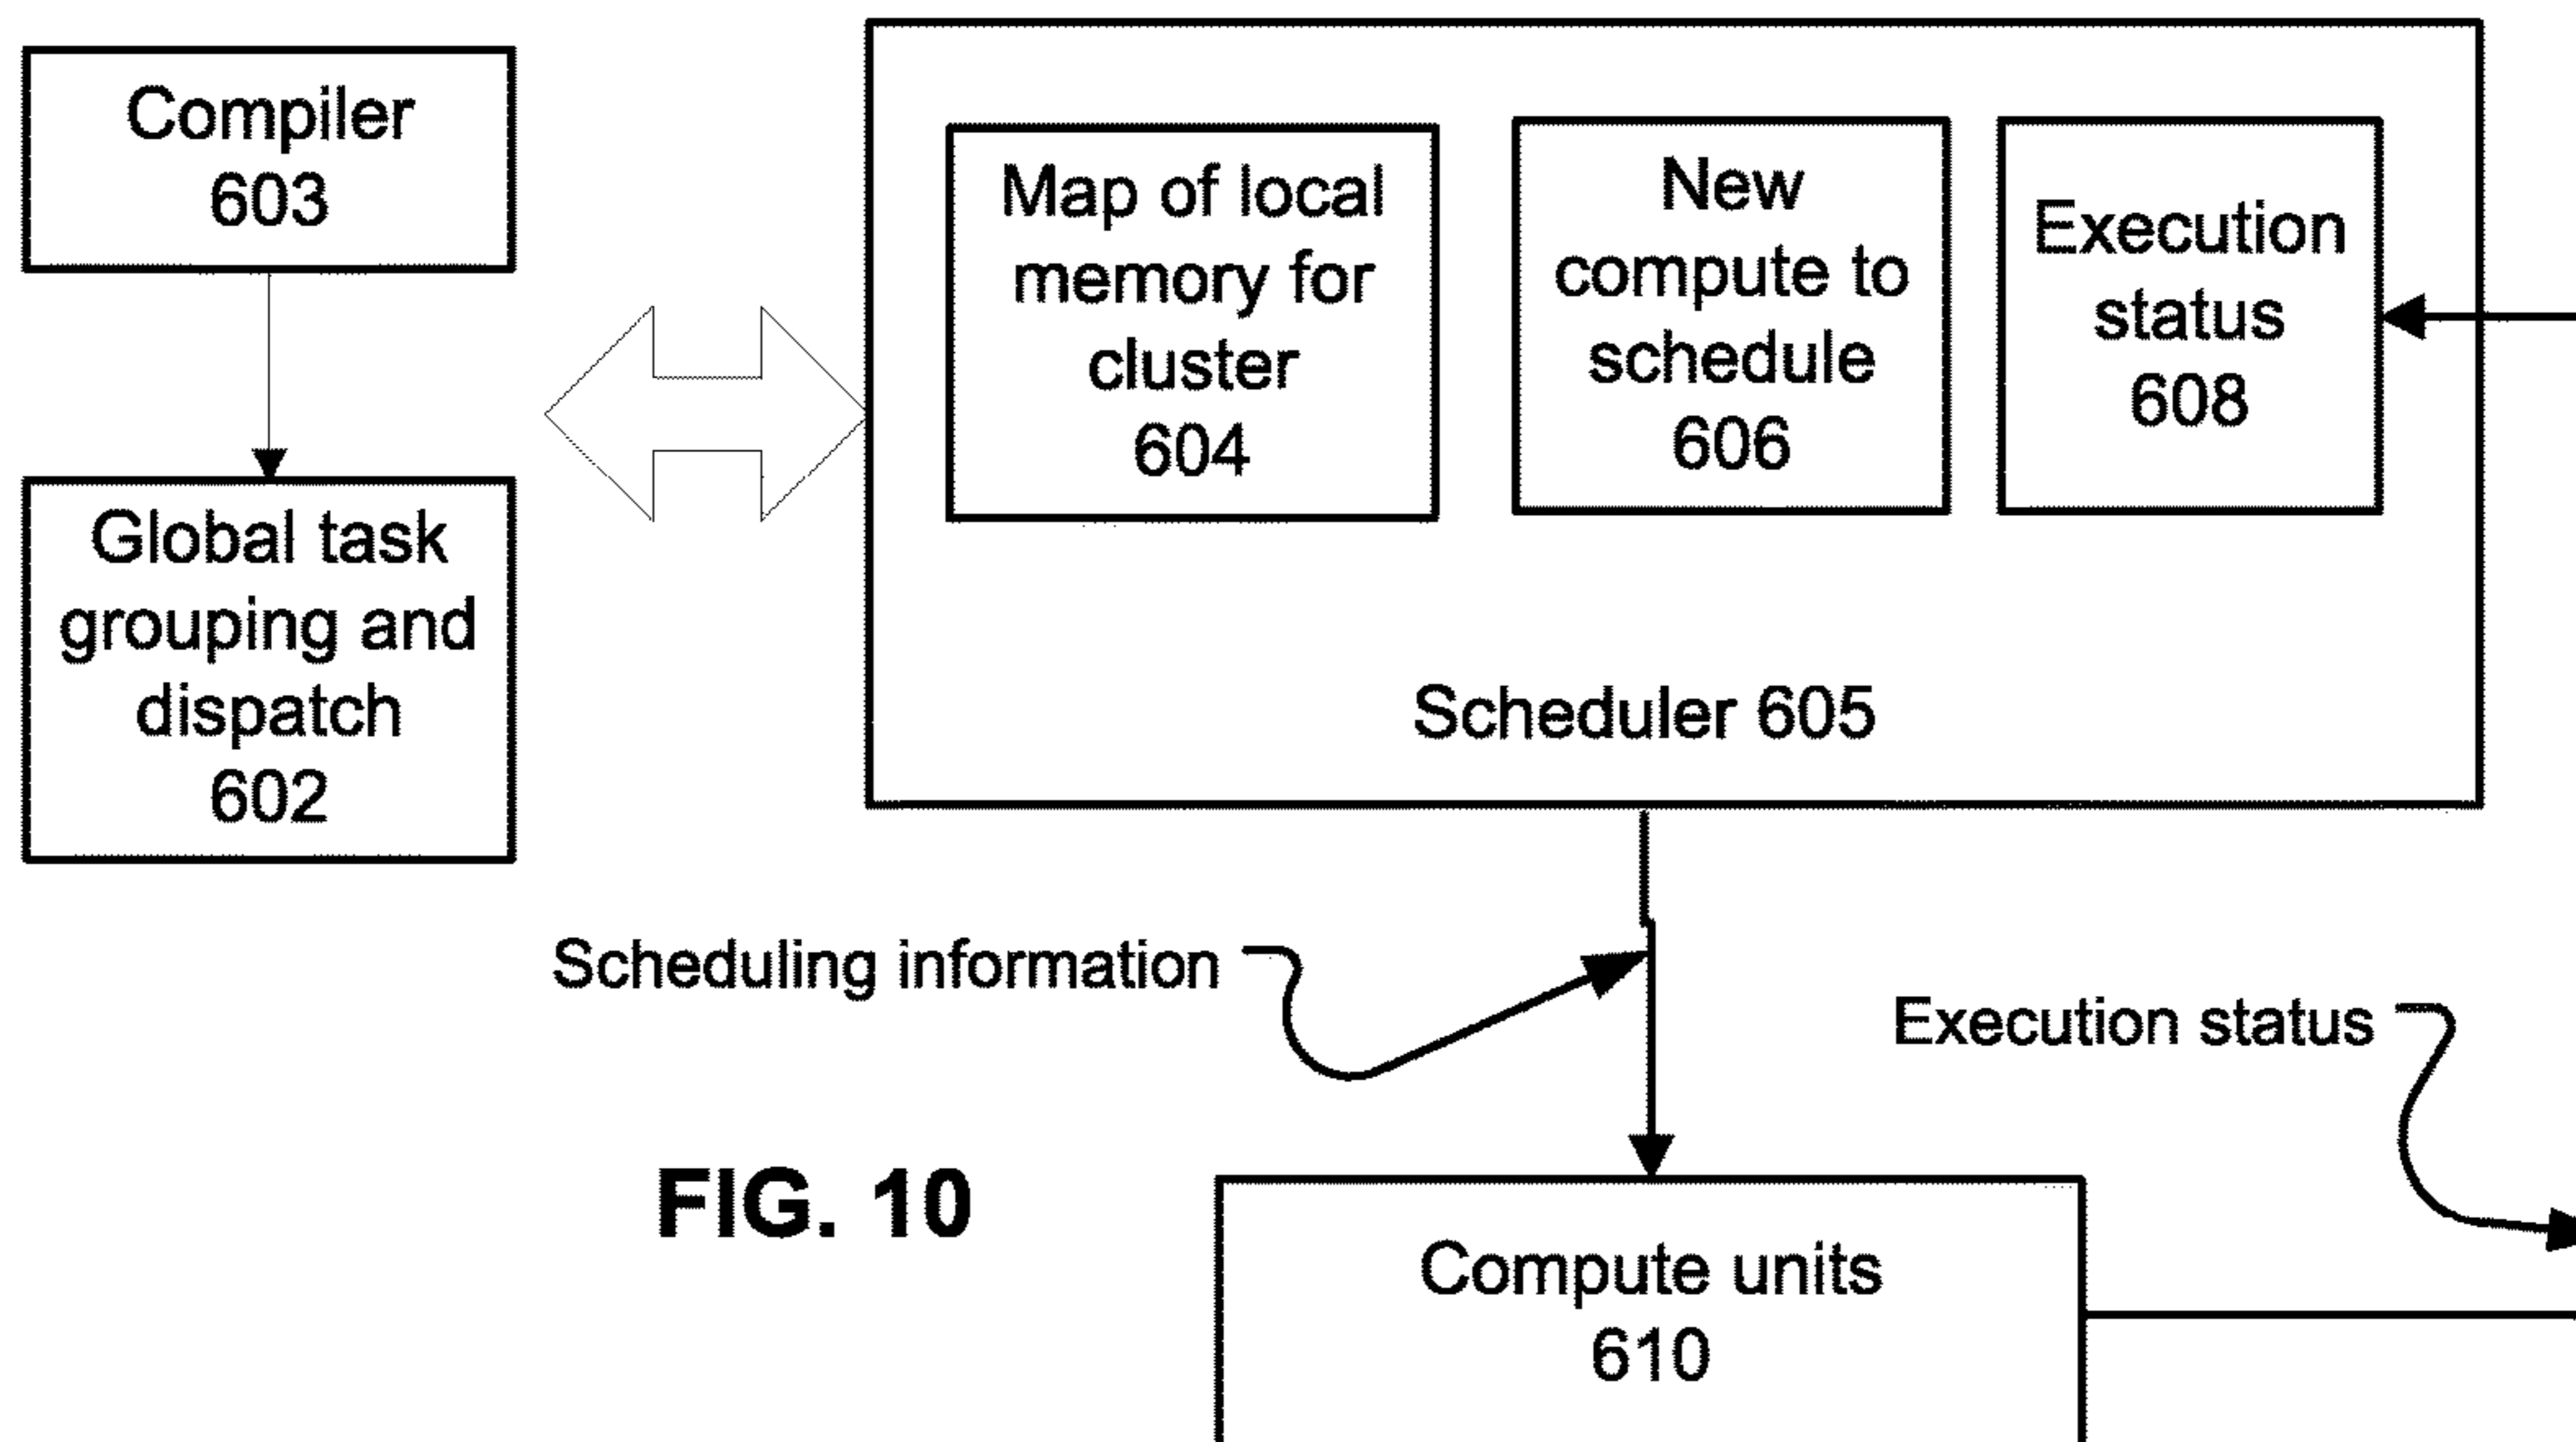 Compiler
603
Global task
grouping and
dispatch
602
Map of local
memory for
cluster
604
New
compute to
schedule
606
Execution
status
608
Scheduler 605
Scheduling information
Execution status
FIG. 10
Compute units
610